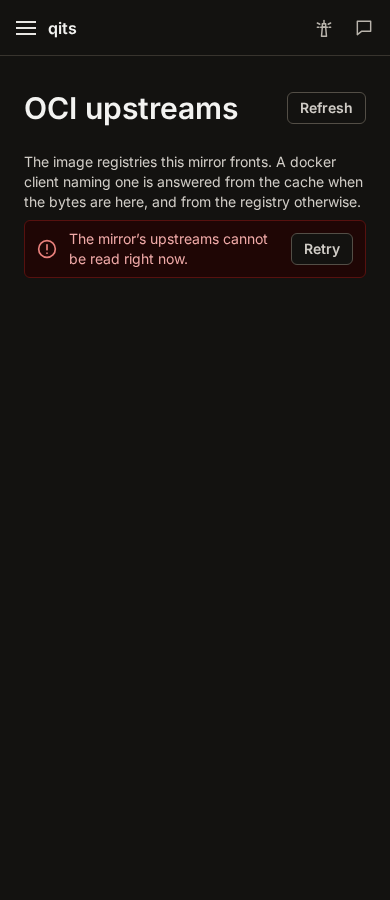 qits
OCI upstreams
Refresh
The image registries this mirror fronts. A docker
client naming one is answered from the cache when
the bytes are here, and from the registry otherwise.
The mirror’s upstreams cannot
be read right now.
Retry